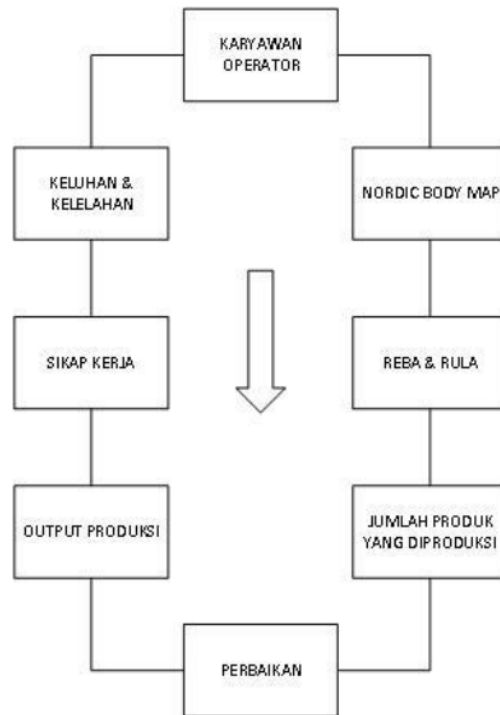 KARYAWAN
OPERATOR
KELUHAN &
KELELAHAN
NORDIC BODY MAP
SIKAP KERJA
REBA & RULA
OUTPUT PRODUKSI
JUMLAH PRODUK
YANG DIPRODUKSI
PERBAIKAN